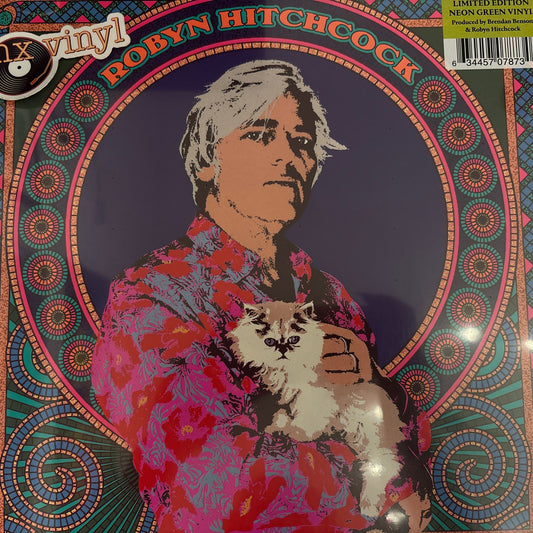 nx vinyl
ROBYN HITCHCOCK
LIMITED EDITION
NEON GREEN VINYL
Produced by Brendan Benson
& Robyn Hitchcock
6 34457 07873